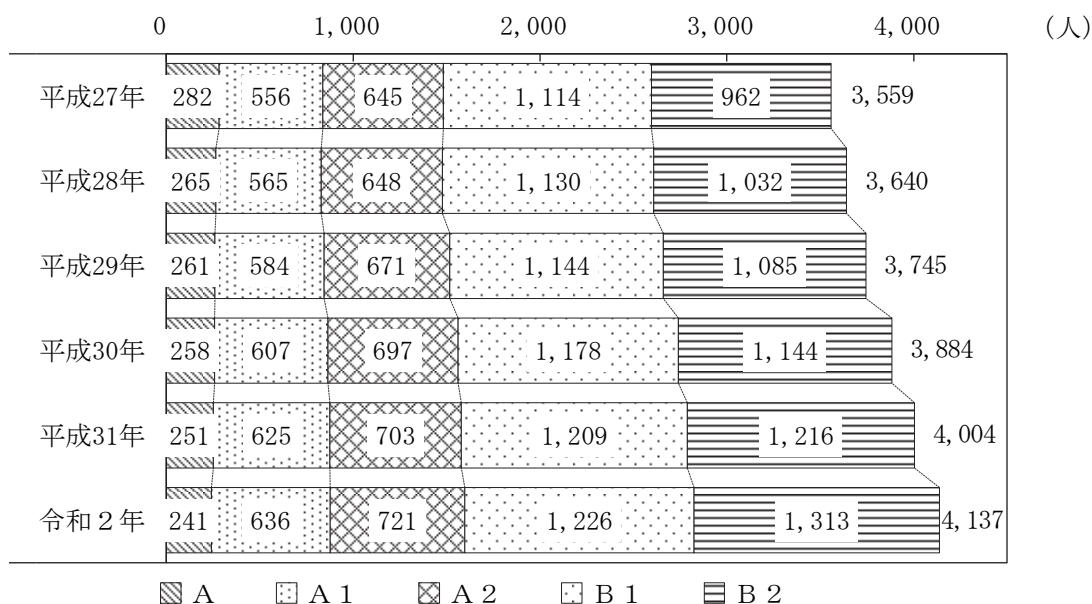 0 1,000 2,000 3,000 4,000 (人)
平成27年 282 556 645 1,114 962 3,559
平成28年 265 565 648 1,130 1,032 3,640
平成29年 261 584 671 1,144 1,085 3,745
平成30年 258 607 697 1,178 1,144 3,884
平成31年 251 625 703 1,209 1,216 4,004
令和２年 241 636 721 1,226 1,313 4,137
Ａ Ａ１ Ａ２ Ｂ１ Ｂ２